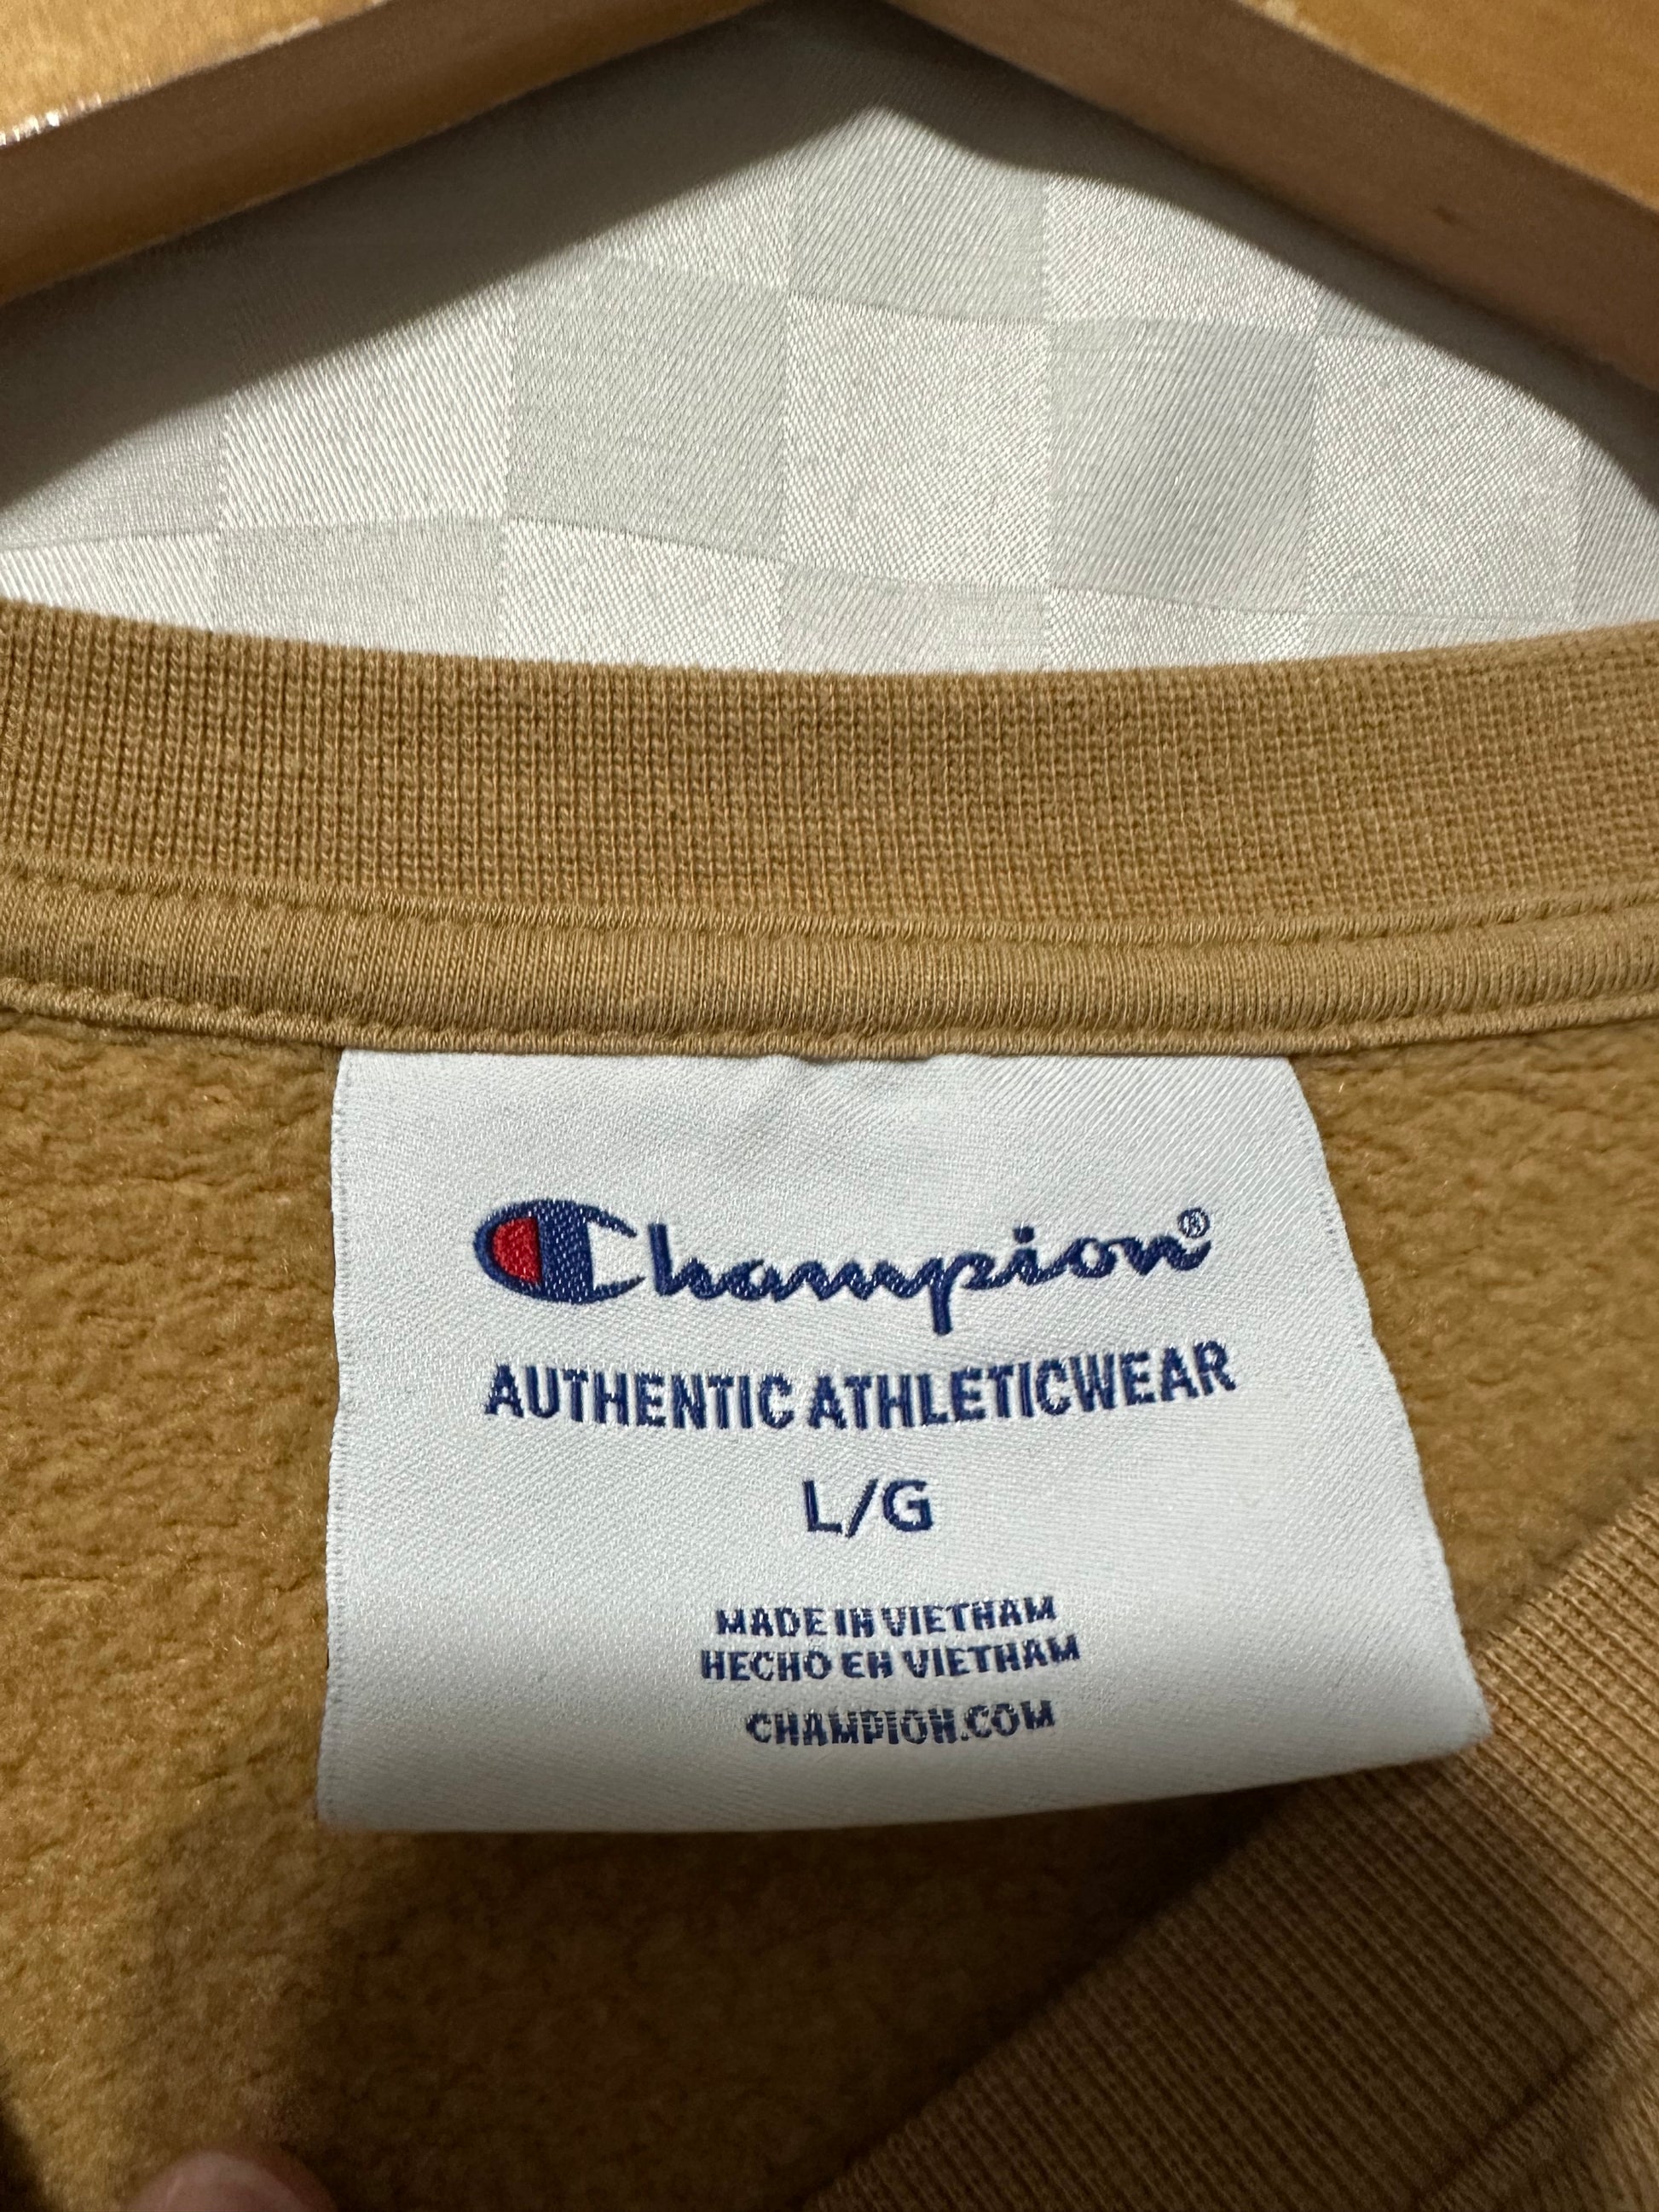 Champion®
AUTHENTIC ATHLETICWEAR
L/G
MADE IN VIETNAM
HECHO EN VIETNAM
CHAMPION.COM